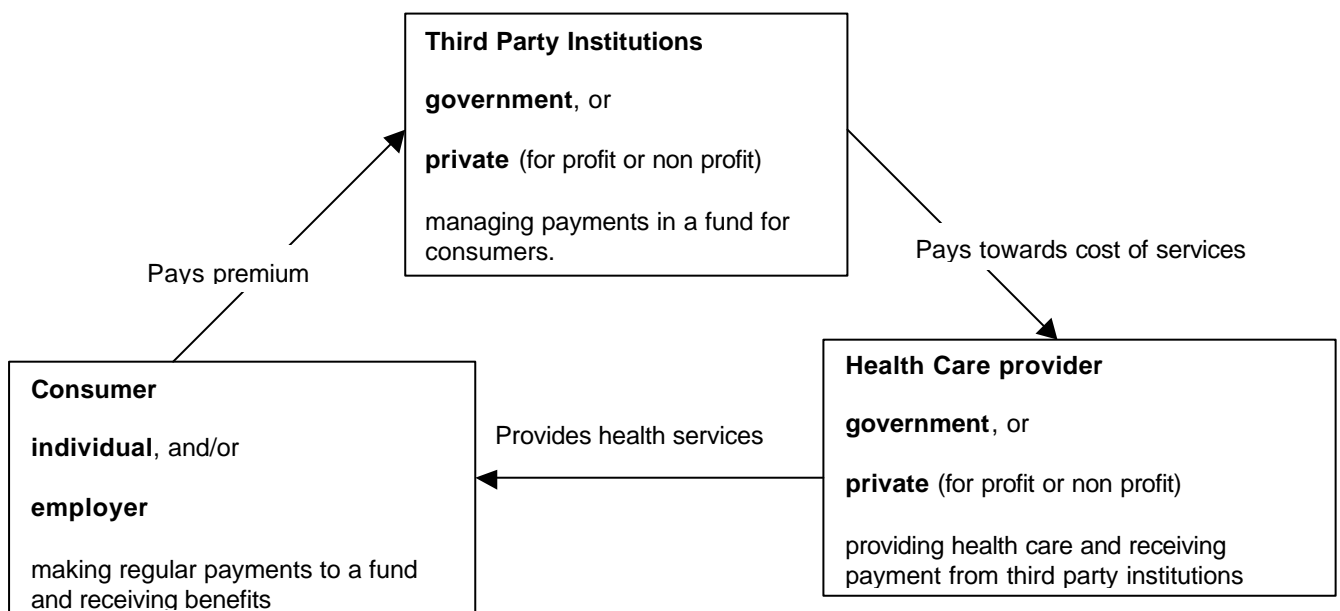 Third Party Institutions
government, or
private (for profit or non profit)
managing payments in a fund for
consumers.
Pays premium
Pays towards cost of services
Consumer
individual, and/or
employer
making regular payments to a fund
and receiving benefits
Provides health services
Health Care provider
government, or
private (for profit or non profit)
providing health care and receiving
payment from third party institutions